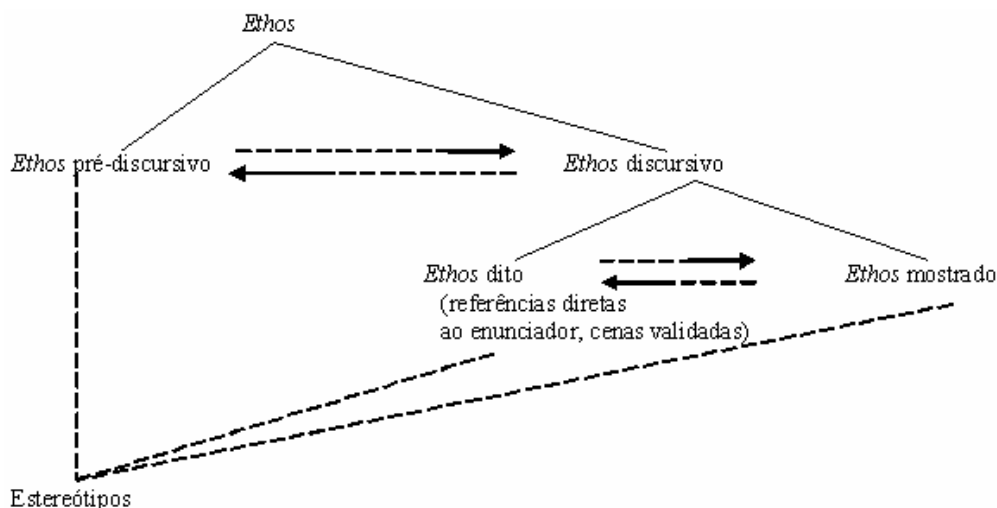 Ethos
Ethos pré-discursivo
Ethos discursivo
Ethos dito
(referências diretas
ao enunciador, cenas validadas)
Ethos mostrado
Estereótipos